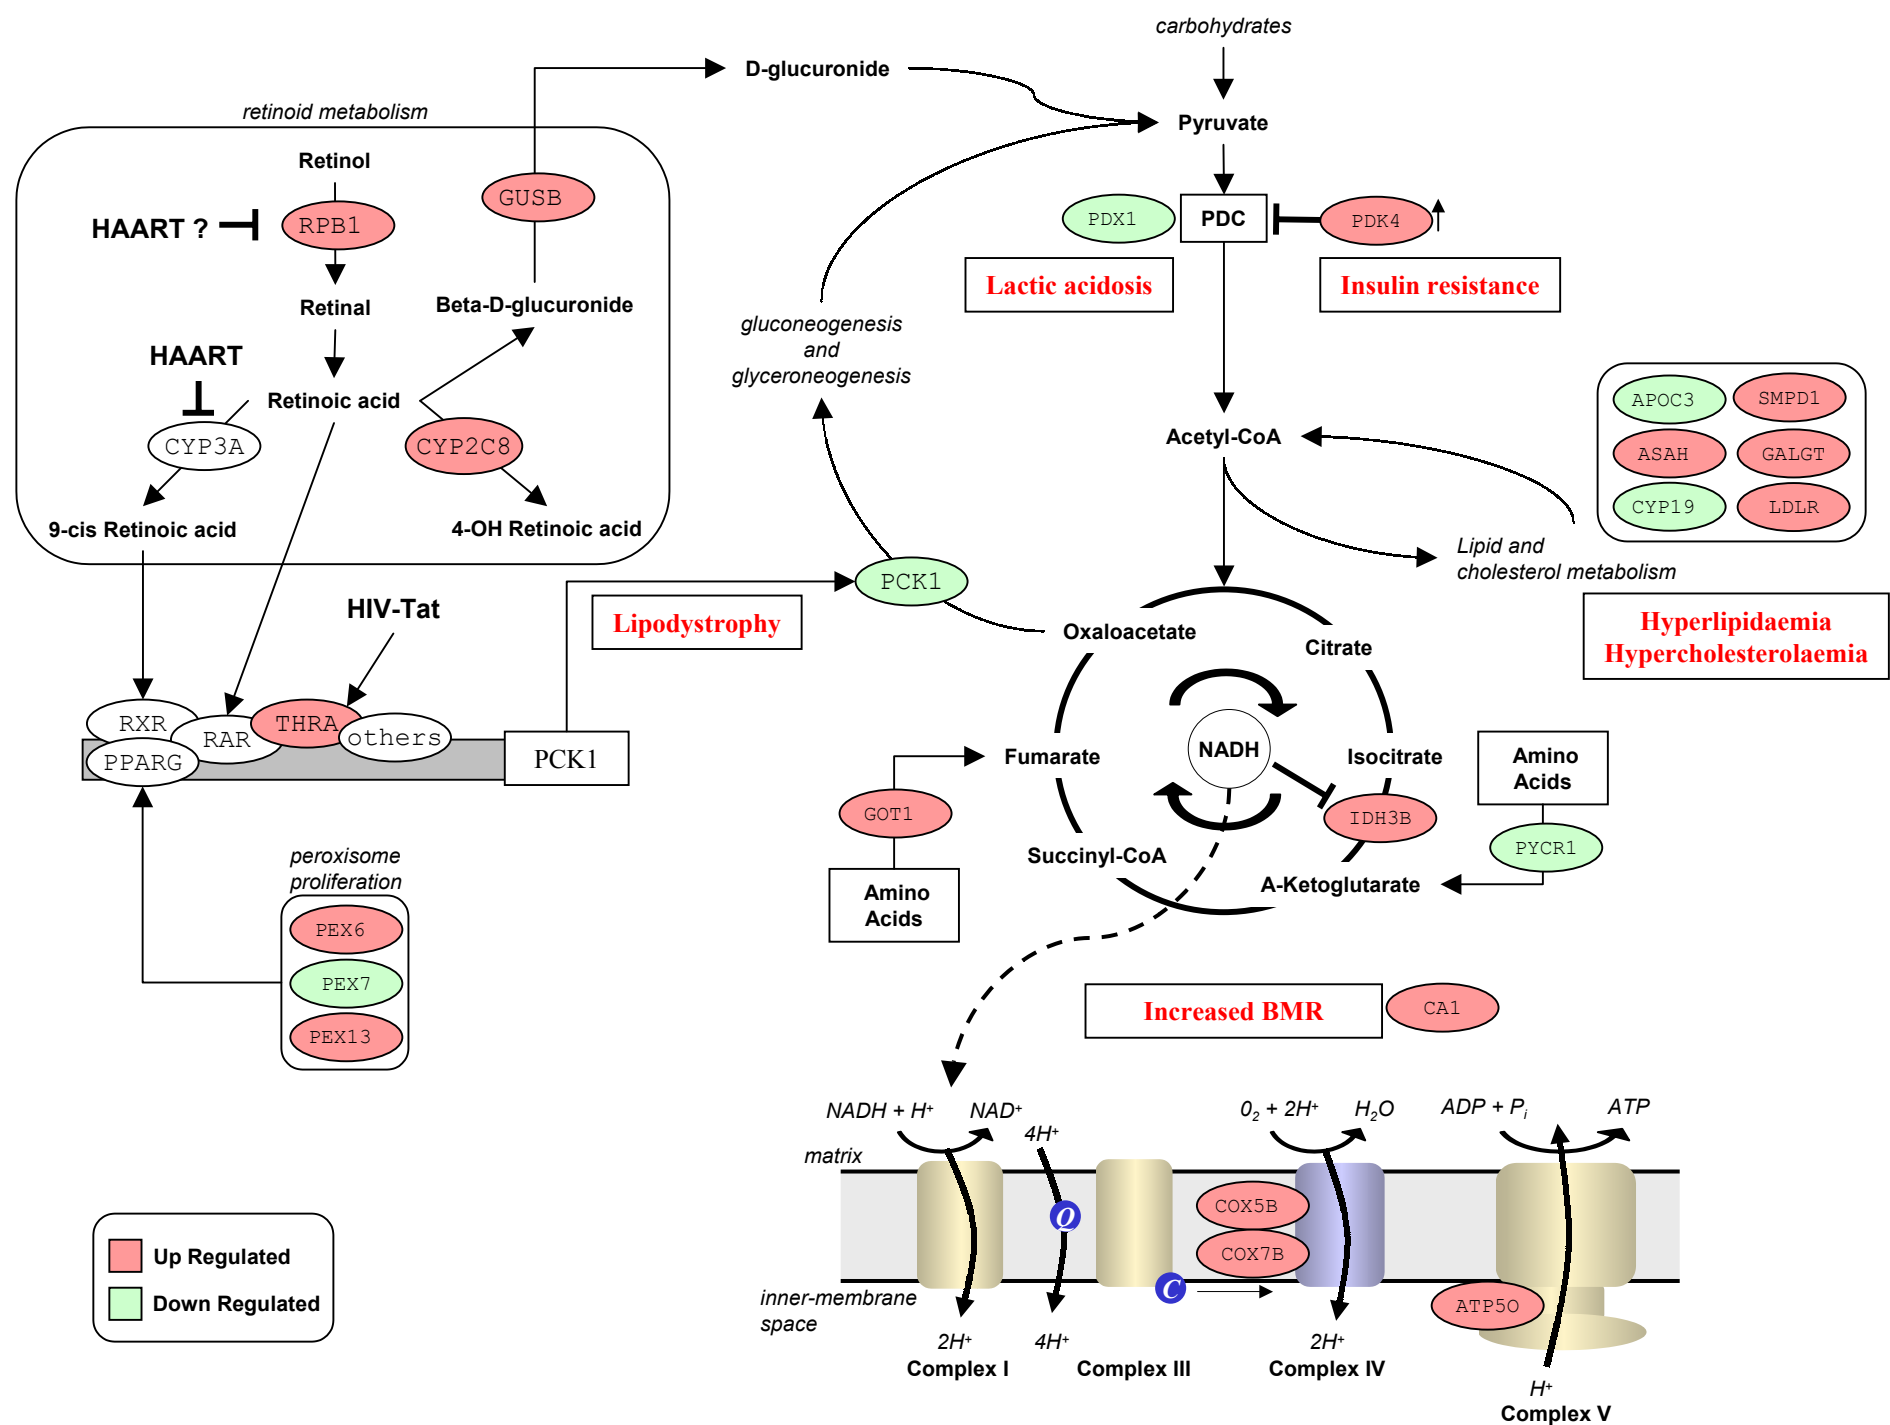 carbohydrates
D-glucuronide
Pyruvate
retinoid metabolism
Retinol
GUSB
RPB1
HAART ?
PDX1
PDC
PDK4
Lactic acidosis
Insulin resistance
Retinal
Beta-D-glucuronide
gluconeogenesis
and
glyceroneogenesis
HAART
Retinoic acid
CYP3A
CYP2C8
9-cis Retinoic acid
4-OH Retinoic acid
Acetyl-CoA
APOC3
SMPD1
ASAH
GALGT
CYP19
LDLR
Lipid and
cholesterol metabolism
Hyperlipidaemia
Hypercholesterolaemia
PCK1
HIV-Tat
Lipodystrophy
Oxaloacetate
Citrate
RXR
RAR
THRA
others
PPARG
PCK1
Fumarate
NADH
Isocitrate
Amino
Acids
GOT1
IDH3B
PYCR1
Succinyl-CoA
A-Ketoglutarate
Amino
Acids
peroxisome
proliferation
PEX6
PEX7
PEX13
Increased BMR
CA1
NADH + H+
NAD+
4H+
02 + 2H+
H2O
ADP + Pi
ATP
matrix
Q
COX5B
COX7B
C
ATP5O
inner-membrane
space
2H+
4H+
2H+
H+
Complex I
Complex III
Complex IV
Complex V
Up Regulated
Down Regulated